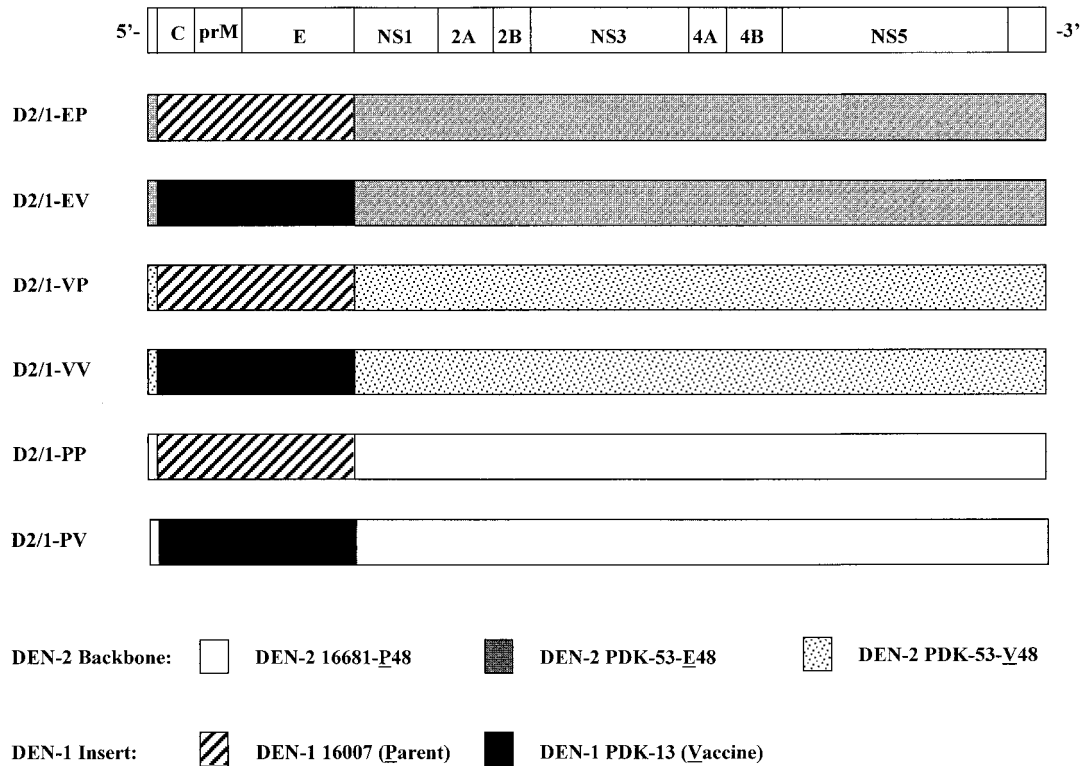 5'- C prM E NS1 2A 2B NS3 4A 4B NS5 -3'
D2/1-EP
D2/1-EV
D2/1-VP
D2/1-VV
D2/1-PP
D2/1-PV
DEN-2 Backbone: DEN-2 16681-P48 DEN-2 PDK-53-E48 DEN-2 PDK-53-V48
DEN-1 Insert: DEN-1 16007 (Parent) DEN-1 PDK-13 (Vaccine)